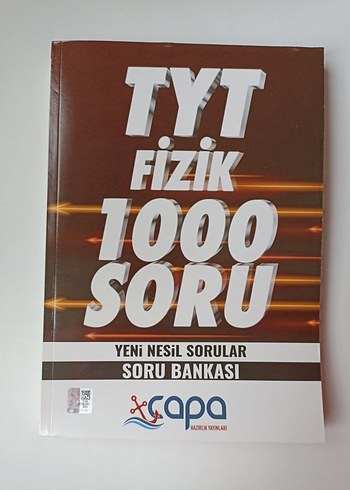 TYT
FİZİK
1000
SORU
YENİ NESİL SORULAR
SORU BANKASI
çapa
HAZIRLIK YAYINLARI